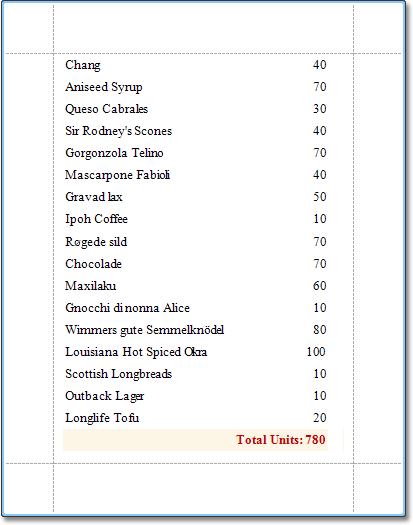 Chang 40
Aniseed Syrup 70
Queso Cabrales 30
Sir Rodney's Scones 40
Gorgonzola Telino 70
Mascarpone Fabioli 40
Gravad lax 50
Ipoh Coffee 10
Røgede sild 70
Chocolade 70
Maxilaku 60
Gnocchi di nonna Alice 10
Wimmers gute Semmelknödel 80
Louisiana Hot Spiced Okra 100
Scottish Longbreads 10
Outback Lager 10
Longlife Tofu 20
Total Units: 780